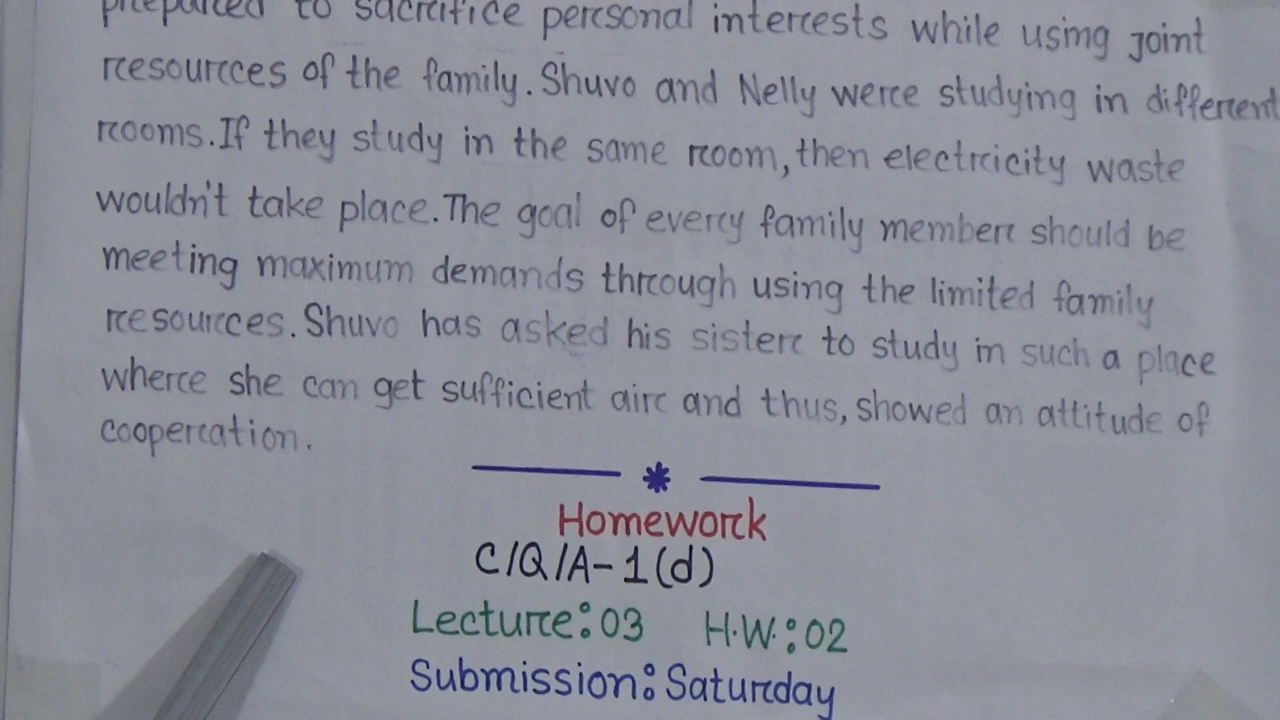 prepared to sacrifice personal interests while using joint
resources of the family. Shuvo and Nelly were studying in different
rooms. If they study in the same room, then electricity waste
wouldn't take place. The goal of every family member should be
meeting maximum demands through using the limited family
resources. Shuvo has asked his sister to study in such a place
where she can get sufficient air and thus, showed an attitude of
cooperation.
Homework
C/Q/A-1(d)
Lecture:03 H.W.:02
Submission: Saturday